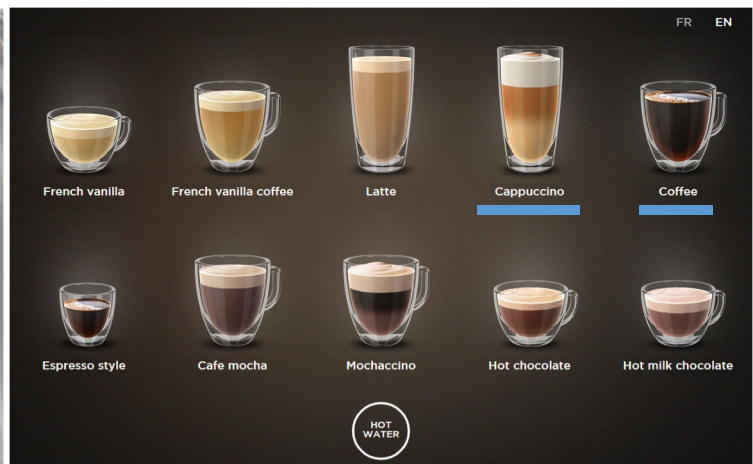 FR EN
French vanilla
French vanilla coffee
Latte
Cappuccino
Coffee
Espresso style
Cafe mocha
Mochaccino
Hot chocolate
Hot milk chocolate
HOT
WATER